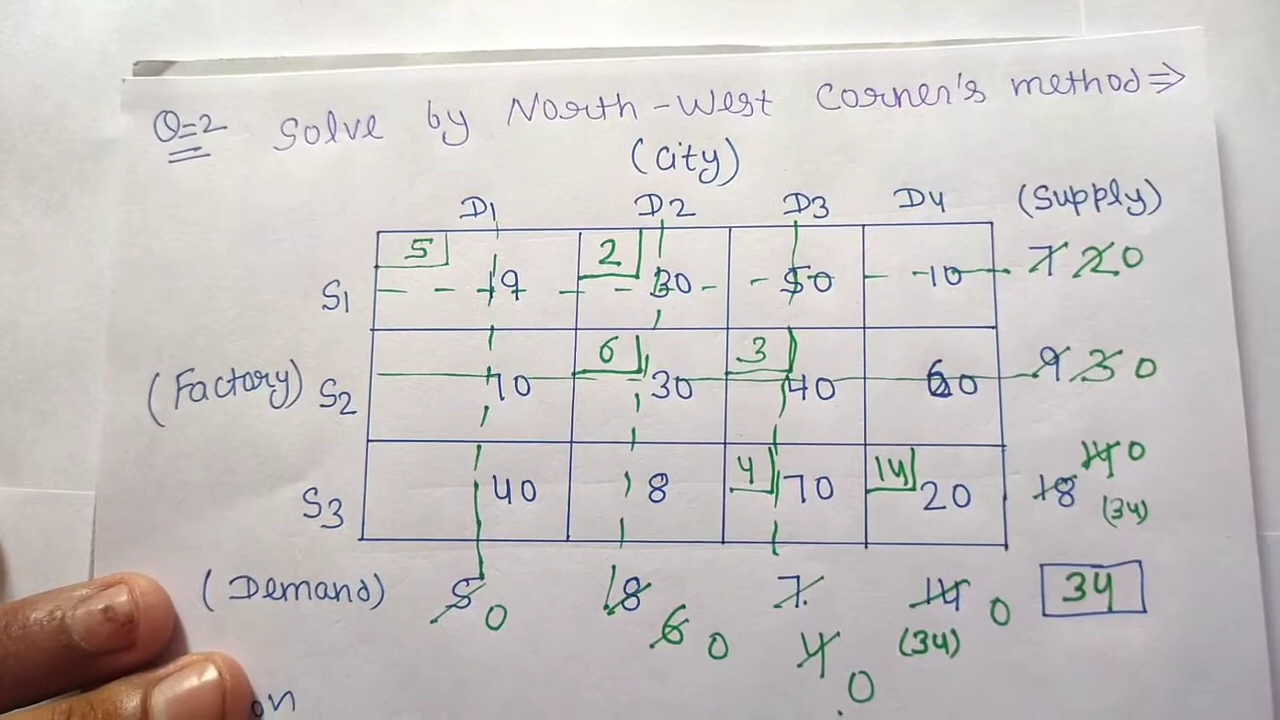 Q=2 Solve by North-West Corner's method⇒
(City)
D1 D2 D3 D4 (Supply)
5 2
S1 19 30 50 10 7 2 0
6 3
(Factory) S2 70 30 40 60 9 3 0
14 0
4 14
S3 40 8 70 20 18 (34)
(Demand) 5 0 8 7 14 0 34
6 0 4 0 (34)
on